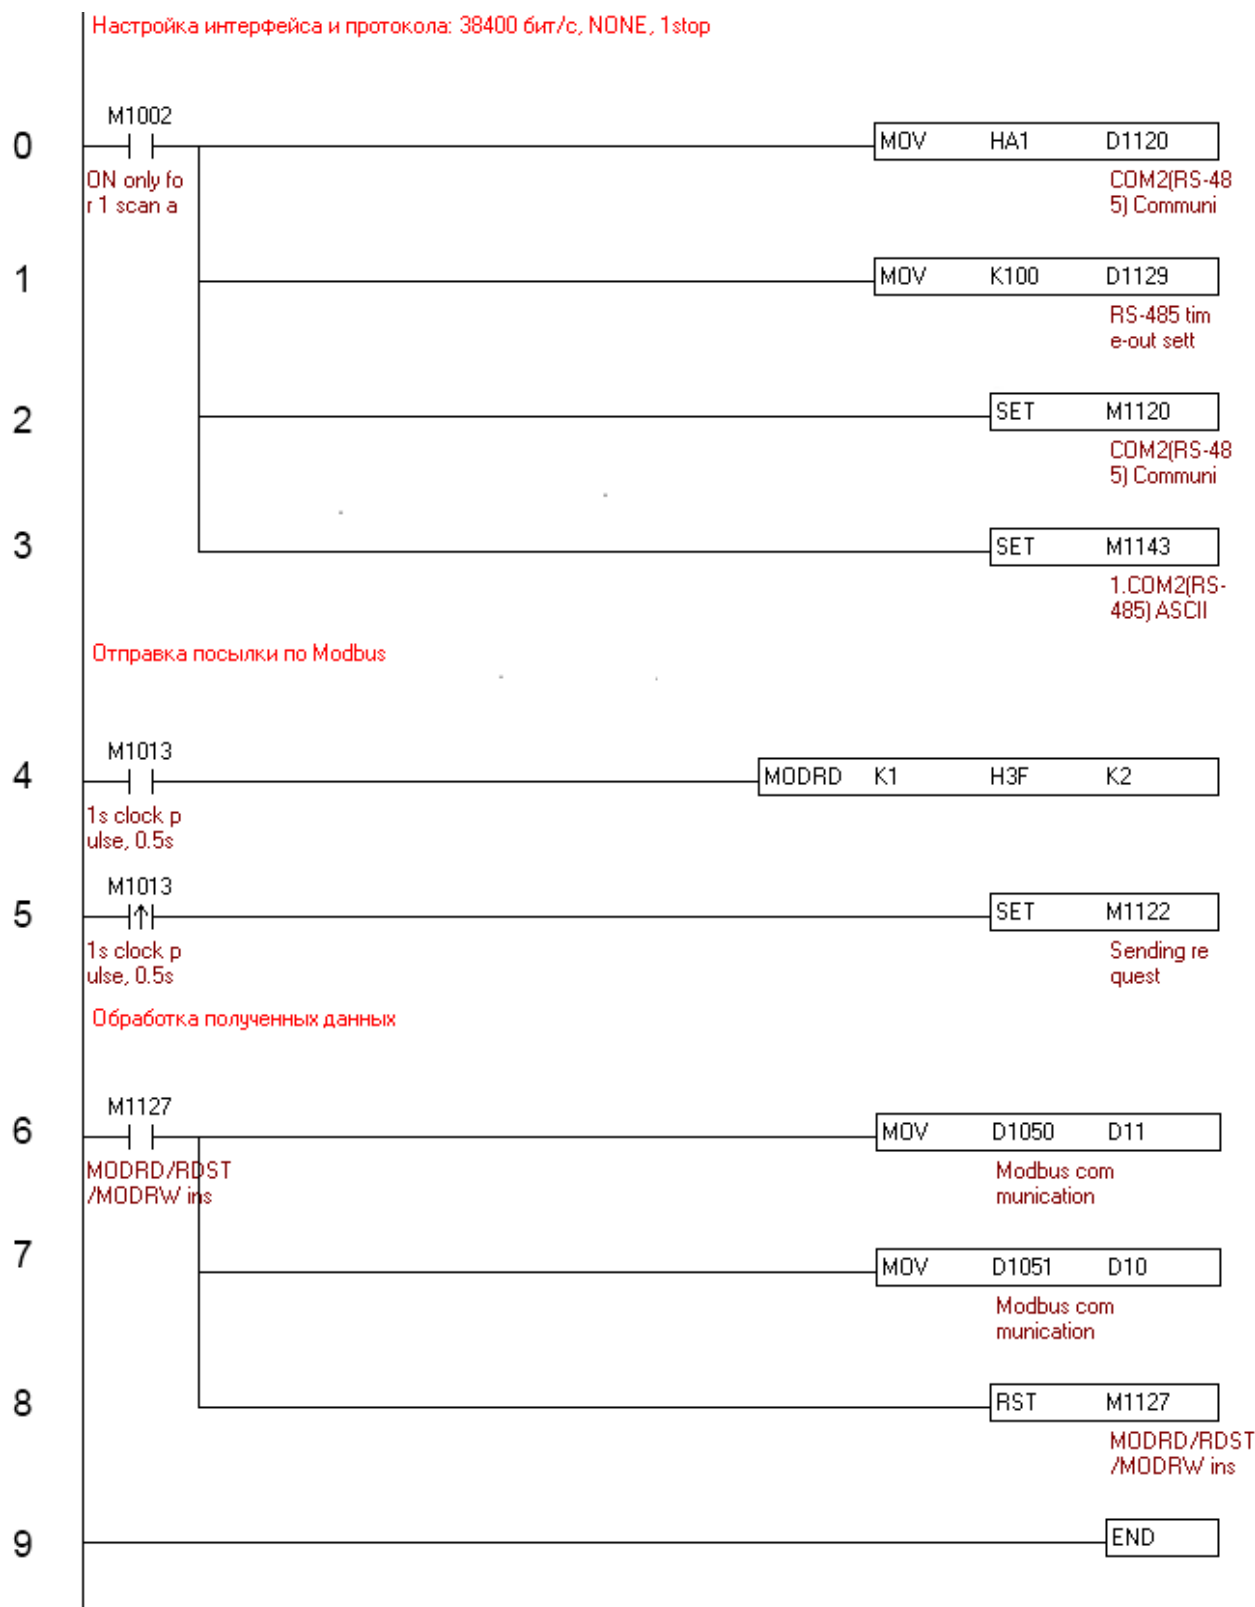 Настройка интерфейса и протокола: 38400 бит/с, NONE, 1stop
M1002
0
MOV HA1 D1120
ON only fo
r 1 scan a
COM2(RS-48
5) Communi
1
MOV K100 D1129
RS-485 tim
e-out sett
2
SET M1120
COM2(RS-48
5) Communi
3
SET M1143
1.COM2(RS-
485) ASCII
Отправка посылки по Modbus
M1013
4
MODRD K1 H3F K2
1s clock p
ulse, 0.5s
M1013
5
SET M1122
1s clock p
ulse, 0.5s
Sending re
quest
Обработка полученных данных
M1127
6
MOV D1050 D11
MODRD/RDST
/MODRW ins
Modbus com
munication
7
MOV D1051 D10
Modbus com
munication
8
RST M1127
MODRD/RDST
/MODRW ins
9
END